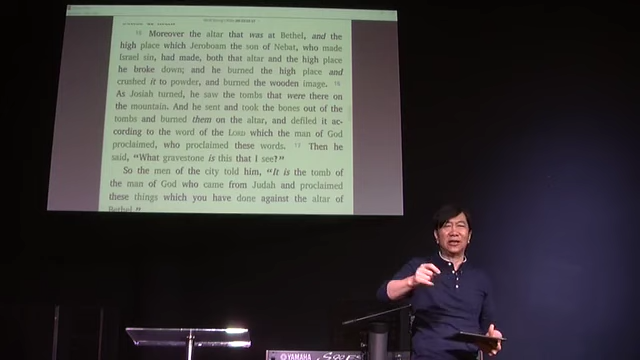 15 Moreover the altar that was at Bethel, and the
high place which Jeroboam the son of Nebat, who made
Israel sin, had made, both that altar and the high place
he broke down; and he burned the high place and
crushed it to powder, and burned the wooden image. 16
As Josiah turned, he saw the tombs that were there on
the mountain. And he sent and took the bones out of the
tombs and burned them on the altar, and defiled it ac-
cording to the word of the LORD which the man of God
proclaimed, who proclaimed these words. 17 Then he
said, "What gravestone is this that I see?"
So the men of the city told him, "It is the tomb of
the man of God who came from Judah and proclaimed
these things which you have done against the altar of
Bethel."
YAMAHA